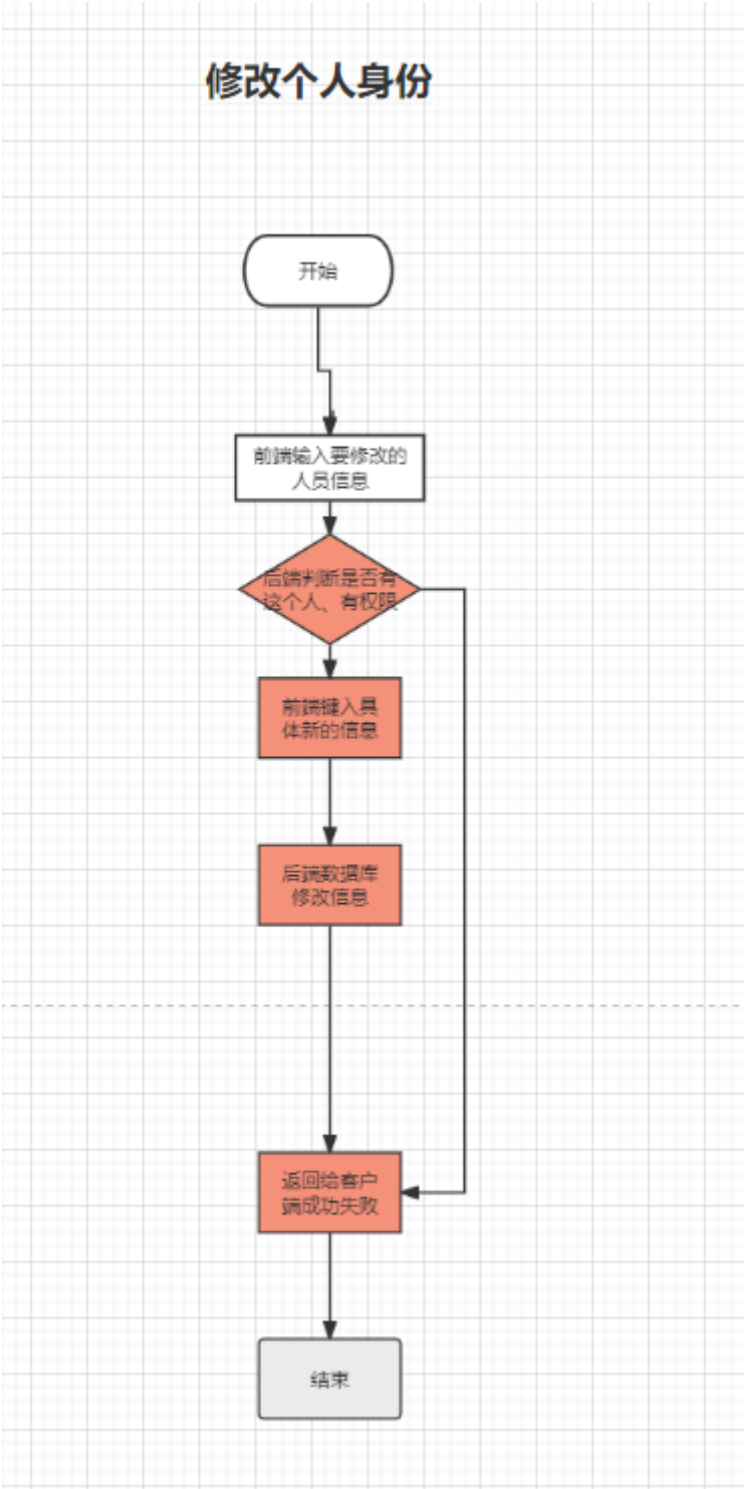 修改个人身份
开始
前端输入要修改的
人员信息
后端判断是否有
这个人、有权限
前端键入具
体新的信息
后端数据库
修改信息
返回给客户
端成功失败
结束